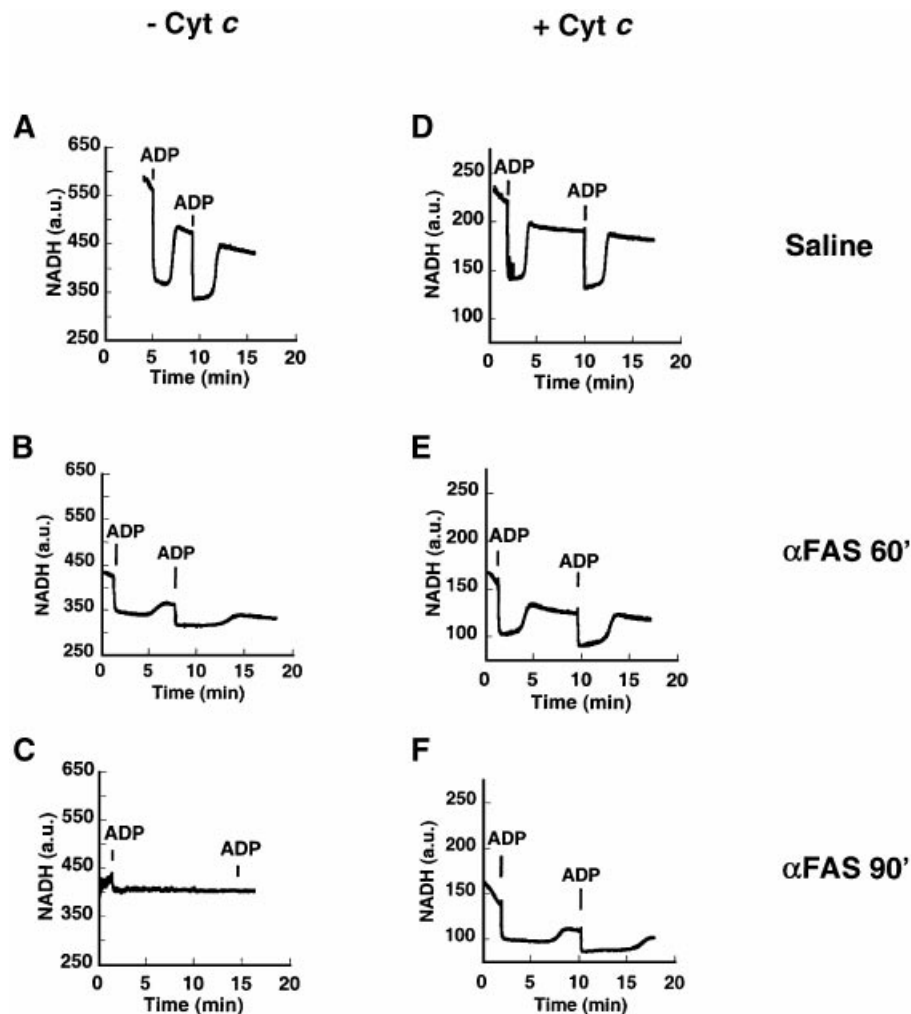 - Cyt c
+ Cyt c
A
650
550
450
350
250
NADH (a.u.)
ADP
ADP
0 5 10 15 20
Time (min)
D
250
200
150
100
NADH (a.u.)
ADP
ADP
0 5 10 15 20
Time (min)
Saline
B
650
550
450
350
250
NADH (a.u.)
ADP
ADP
0 5 10 15 20
Time (min)
E
250
200
150
100
NADH (a.u.)
ADP
ADP
0 5 10 15 20
Time (min)
αFAS 60'
C
650
550
450
350
250
NADH (a.u.)
ADP
ADP
0 5 10 15 20
Time (min)
F
250
200
150
100
NADH (a.u.)
ADP
ADP
0 5 10 15 20
Time (min)
αFAS 90'